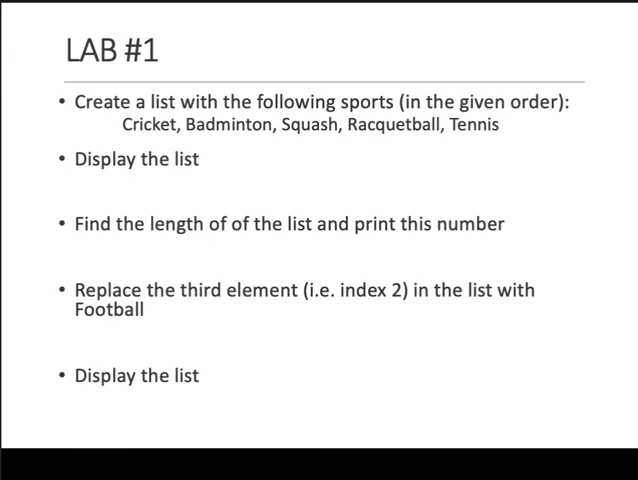 LAB #1
• Create a list with the following sports (in the given order):
Cricket, Badminton, Squash, Racquetball, Tennis
• Display the list
• Find the length of of the list and print this number
• Replace the third element (i.e. index 2) in the list with
Football
• Display the list